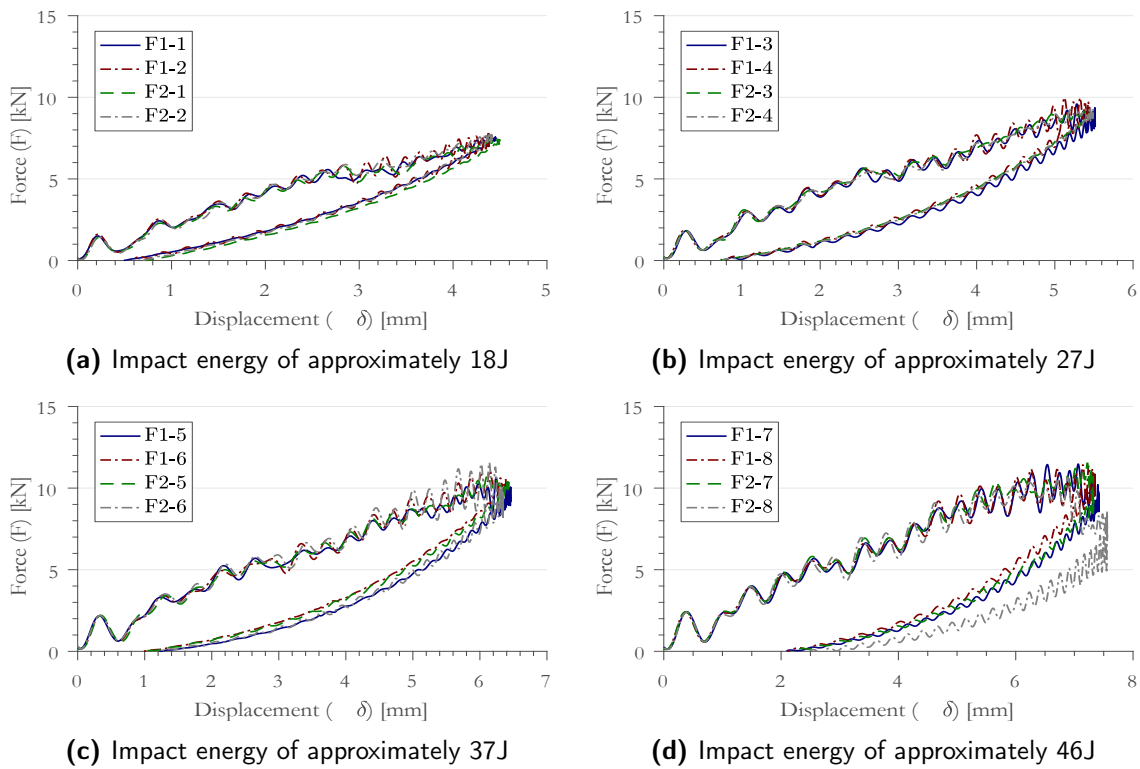 15
10
5
0
Force (F) [kN]
F1-1
F1-2
F2-1
F2-2
0 1 2 3 4 5
Displacement ( δ) [mm]
(a) Impact energy of approximately 18J
15
10
5
0
Force (F) [kN]
F1-3
F1-4
F2-3
F2-4
0 1 2 3 4 5 6
Displacement ( δ) [mm]
(b) Impact energy of approximately 27J
15
10
5
0
Force (F) [kN]
F1-5
F1-6
F2-5
F2-6
0 1 2 3 4 5 6 7
Displacement ( δ) [mm]
(c) Impact energy of approximately 37J
15
10
5
0
Force (F) [kN]
F1-7
F1-8
F2-7
F2-8
0 2 4 6 8
Displacement ( δ) [mm]
(d) Impact energy of approximately 46J